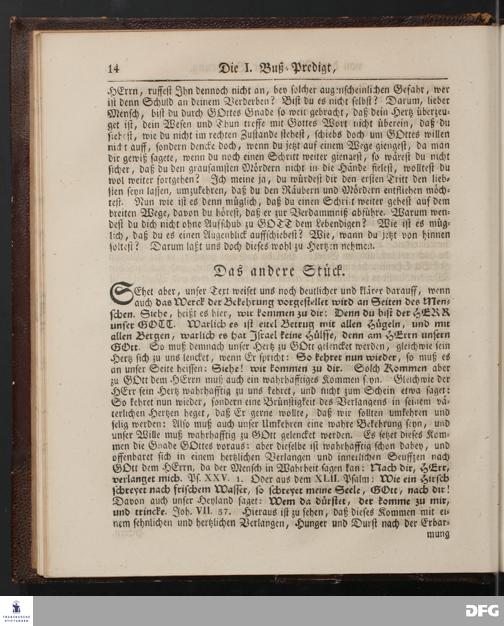 14 Die I. Buß-Predigt,
HErrn, ruffest Ihn dennoch nicht an, bey solcher augenscheinlichen Gefahr, wer
ist denn Schuld an deinem Verderben? Bist du es nicht selbst? Darum, lieber
Mensch, bist du durch GOttes Gnade so weit gebracht, daß dein Hertz überzeu-
get ist, dein Wesen und Thun treffe mit Gottes Wort nicht überein, daß du
siehest, wie du nicht im rechten Zustande stehest, schieb doch um GOttes willen
nicht auff, sondern dencke doch, wenn du jetzt auf einem Wege giengest, da man
dir gewiß sagete, wenn du noch einen Schritt weiter gienaest, so wärest du nicht
sicher, daß du den grausamsten Mördern nicht in die Hände fielest, wolltest du
wol weiter fortgehen? Ich meine ja, du würdest dir den ersten Tritt den lieb-
sten seyn lassen, umzukehren, daß du den Räubern und Mördern entfliehen möch-
test. Nun wie ist es denn müglich, daß du einen Schrit weiter gehest auf dem
breiten Wege, davon du hörest, daß er zur Verdammniß abführe. Warum wen-
dest du dich nicht ohne Auffschub zu GOTT dem Lebendigen? Wie ist es müg-
lich, daß du es einen Augenblick auffschiebest? Wie, wann du jetzt von hinnen
soltest? Darum laßt uns doch dieses wohl zu Hertzen nehmen.
Das andere Stück.
SEhet aber, unser Text weiset uns noch deutlicher und klärer darauff, wenn
auch das Werck der Bekehrung vorgestellet wird an Seiten des Men-
schen. Siehe, heißt es hier, wir kommen zu dir: Denn du bist der HERR
unser GOTT. Warlich es ist eitel Betrug mit allen Hügeln, und mit
allen Bergen, warlich es hat Israel keine Hülffe, denn am HErrn unsern
GOtt. So muß demnach unser Hertz zu GOtt gelencket werden, gleichwie sein
Hertz sich zu uns lencket, wenn Er spricht: So kehret nun wieder, so muß es
an unser Seite heissen: Siehe! wir kommen zu dir. Solch Kommen aber
zu GOtt dem HErrn muß auch ein wahrhafftiges Kommen seyn. Gleichwie der
HErr sein Hertz wahrhafftig zu uns kehret, und nicht zum Schein etwa saget:
So kehret nun wieder, sondern eine Brünstigkeit des Verlangens in seinem vä-
terlichen Hertzen heget, daß Er gerne wollte, daß wir sollten umkehren und
selig werden: Also muß auch unser Umkehren eine wahre Bekehrung seyn, und
unser Wille muß wahrhafftig zu GOtt gelencket werden. Es setzet dieses Kom-
men die Gnade GOttes voraus: aber dieselbe ist wahrhafftig schon dabey, und
offenbaret sich in einem hertzlichen Verlangen und innerlichen Seuffzen nach
GOtt dem HErrn, da der Mensch in Wahrheit sagen kan: Nach dir, HErr,
verlanget mich. Ps. XXV. 1. Oder aus dem XLII. Psalm: Wie ein Hirsch
schreyet nach frischem Wasser, so schreyet meine Seele, GOtt, nach dir!
Davon auch unser Heyland saget: Wem da dürstet, der komme zu mir,
und trincke. Joh. VII. 37. Hieraus ist zu sehen, daß dieses Kommen mit ei-
nem sehnlichen und hertzlichen Verlangen, Hunger und Durst nach der Erbar-
mung
FRANCKESCHE
STIFTUNGEN
DFG